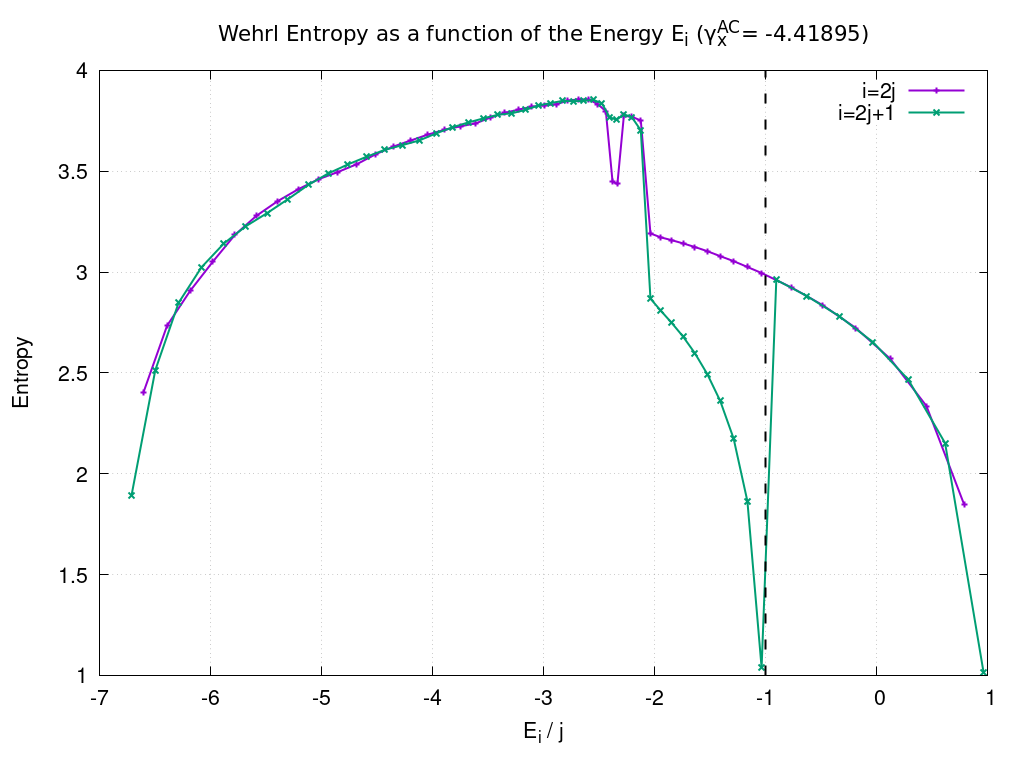 Wehrl Entropy as a function of the Energy E_i (γ_x^AC= -4.41895)
i=2j
i=2j+1
4
3.5
3
2.5
2
1.5
1
Entropy
-7 -6 -5 -4 -3 -2 -1 0 1
E_i / j